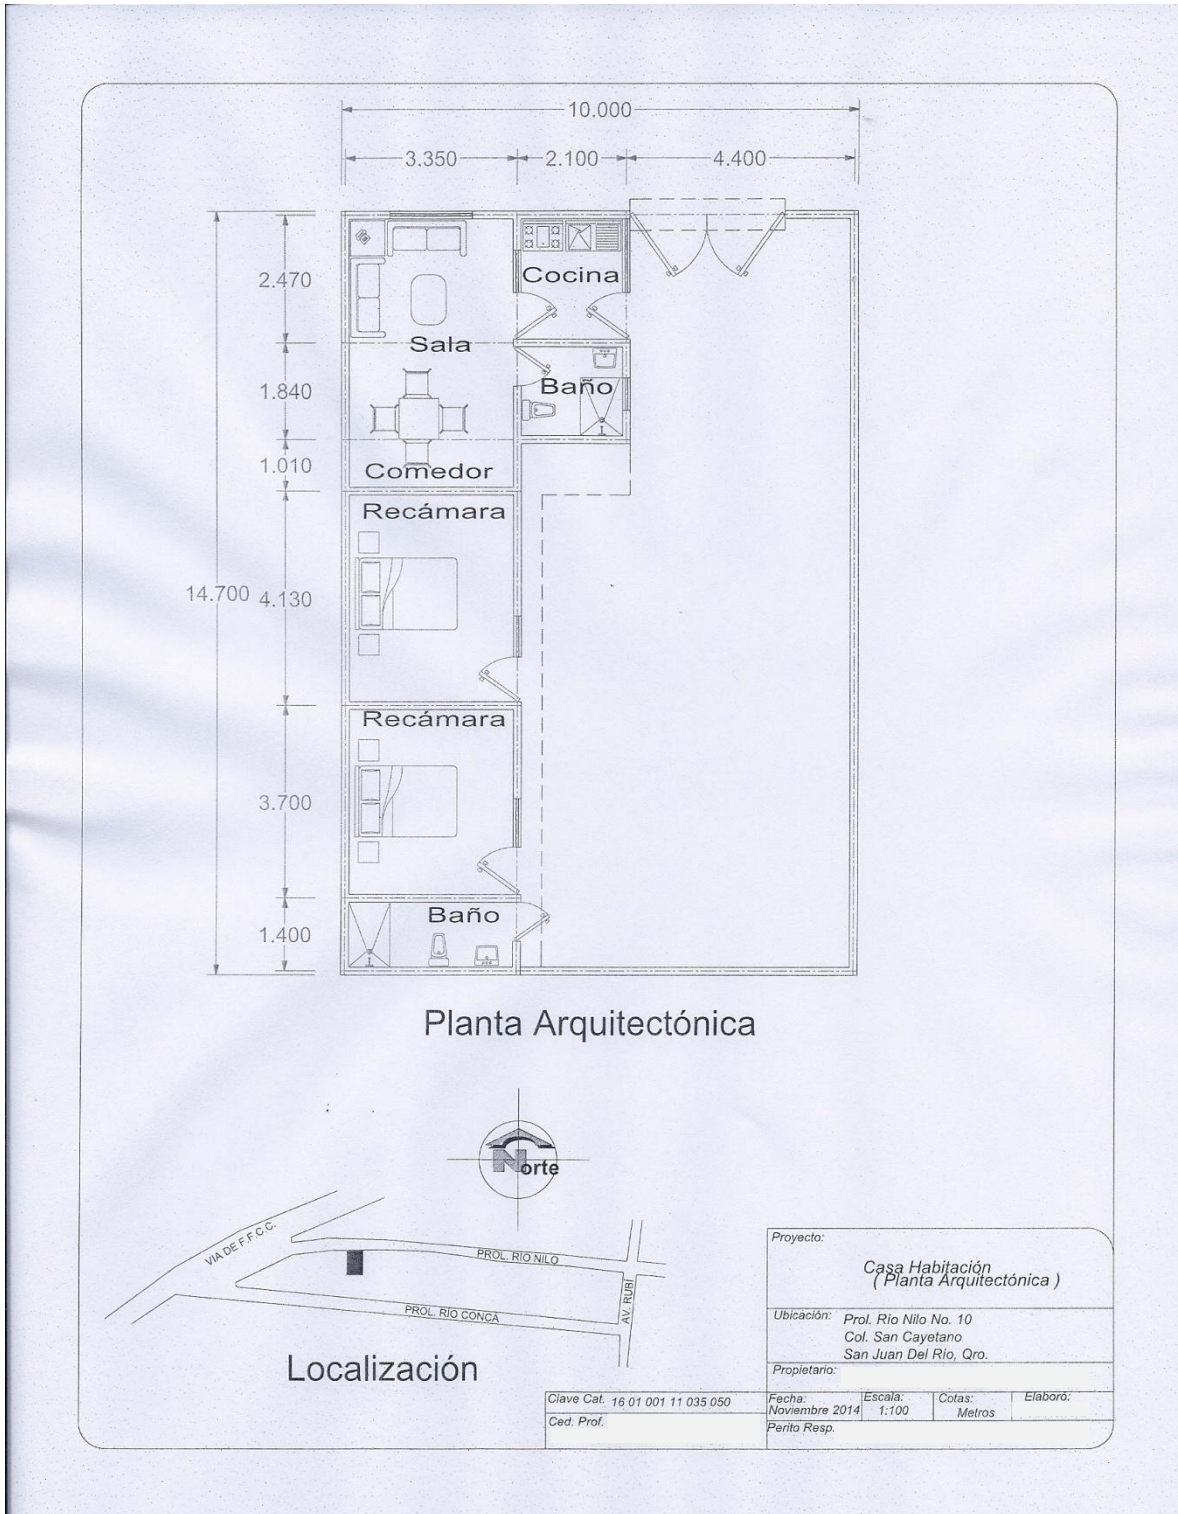 10.000
3.350
2.100
4.400
2.470
Cocina
Sala
1.840
Baño
1.010
Comedor
Recámara
14.700
4.130
Recámara
3.700
Baño
1.400
Planta Arquitectónica
Norte
VIA DE F.F.C.C.
PROL. RIO NILO
AV. RUBI
PROL. RIO CONCA
Localización
Proyecto:
Casa Habitación
( Planta Arquitectónica )
Ubicación: Prol. Rio Nilo No. 10
Col. San Cayetano
San Juan Del Rio, Qro.
Propietario:
Clave Cat. 16 01 001 11 035 050
Ced. Prof.
Fecha:
Noviembre 2014
Escala:
1:100
Cotas:
Metros
Elaboró:
Perito Resp.